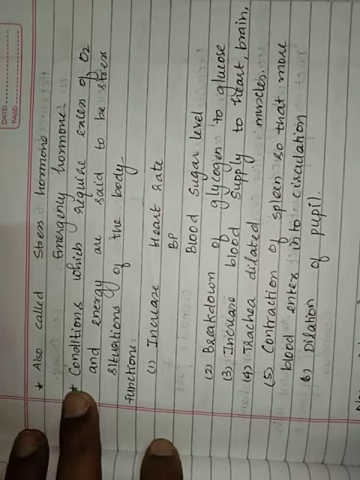 DATE:
PAGE:
* Also called Stress hormone
Emergency hormone
* Conditions which require excess of O2
and energy are said to be stress
situations of the body.
Functions:
(1) Increase Heart Rate
BP
Blood Sugar level
(2) Breakdown of glycogen to glucose
(3) Increase blood supply to heart, brain,
muscles.
(4) Trachea dilated
(5) Contraction of spleen so that more
blood enter into circulation
(6) Dilation of pupil.